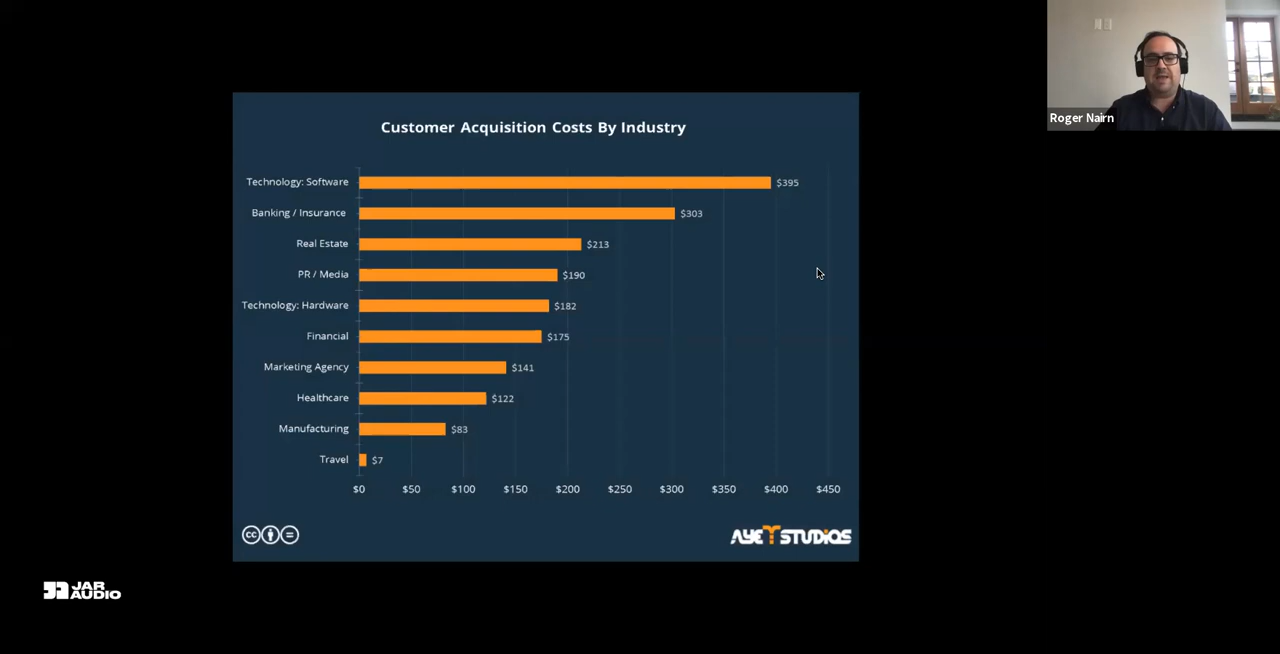 Roger Nairn
Customer Acquisition Costs By Industry
Technology: Software $395
Banking / Insurance $303
Real Estate $213
PR / Media $190
Technology: Hardware $182
Financial $175
Marketing Agency $141
Healthcare $122
Manufacturing $83
Travel $7
$0 $50 $100 $150 $200 $250 $300 $350 $400 $450
cc
AYET STUDIOS
JAR
AUDIO